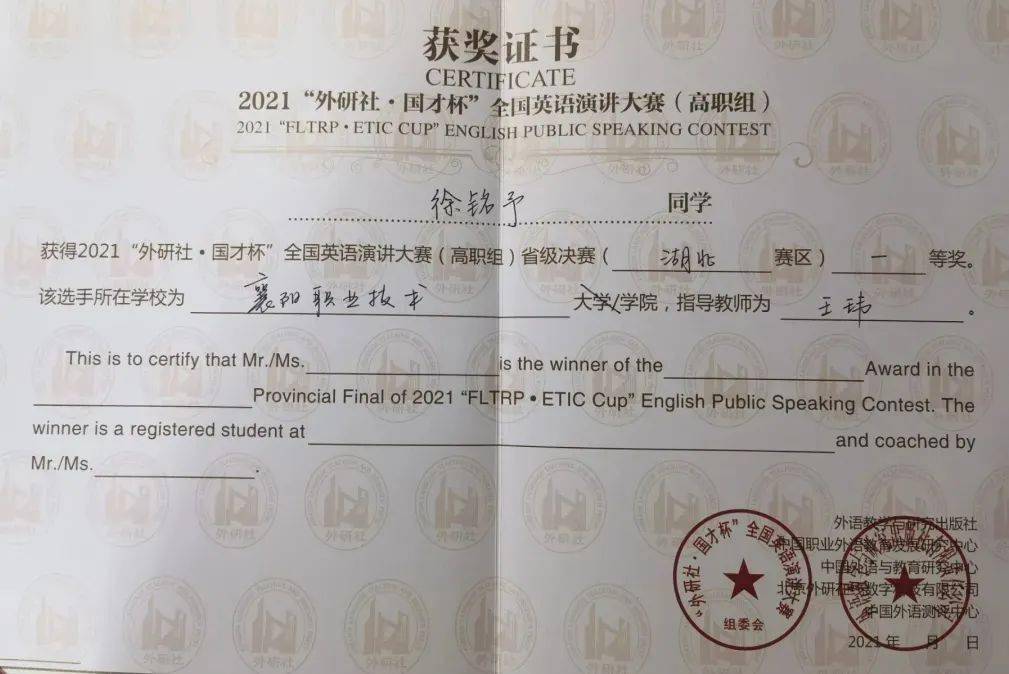 获奖证书
CERTIFICATE
2021“外研社·国才杯”全国英语演讲大赛（高职组）
2021 “FLTRP·ETIC CUP” ENGLISH PUBLIC SPEAKING CONTEST
徐铭予 同学
获得2021“外研社·国才杯”全国英语演讲大赛（高职组）省级决赛（ 湖北 赛区） 一 等奖。
该选手所在学校为 襄阳职业技术 大学/学院，指导教师为 王玮 。
This is to certify that Mr./Ms. is the winner of the Award in the
Provincial Final of 2021 “FLTRP·ETIC Cup” English Public Speaking Contest. The
winner is a registered student at and coached by
Mr./Ms. .
外语教学与研究出版社
中国职业外语教育发展研究中心
中国外语与教育研究中心
北京外研在线数字科技有限公司
中国外语测评中心
2021年 月 日
“外研社·国才杯”全国英语演讲大赛
组委会
外研社